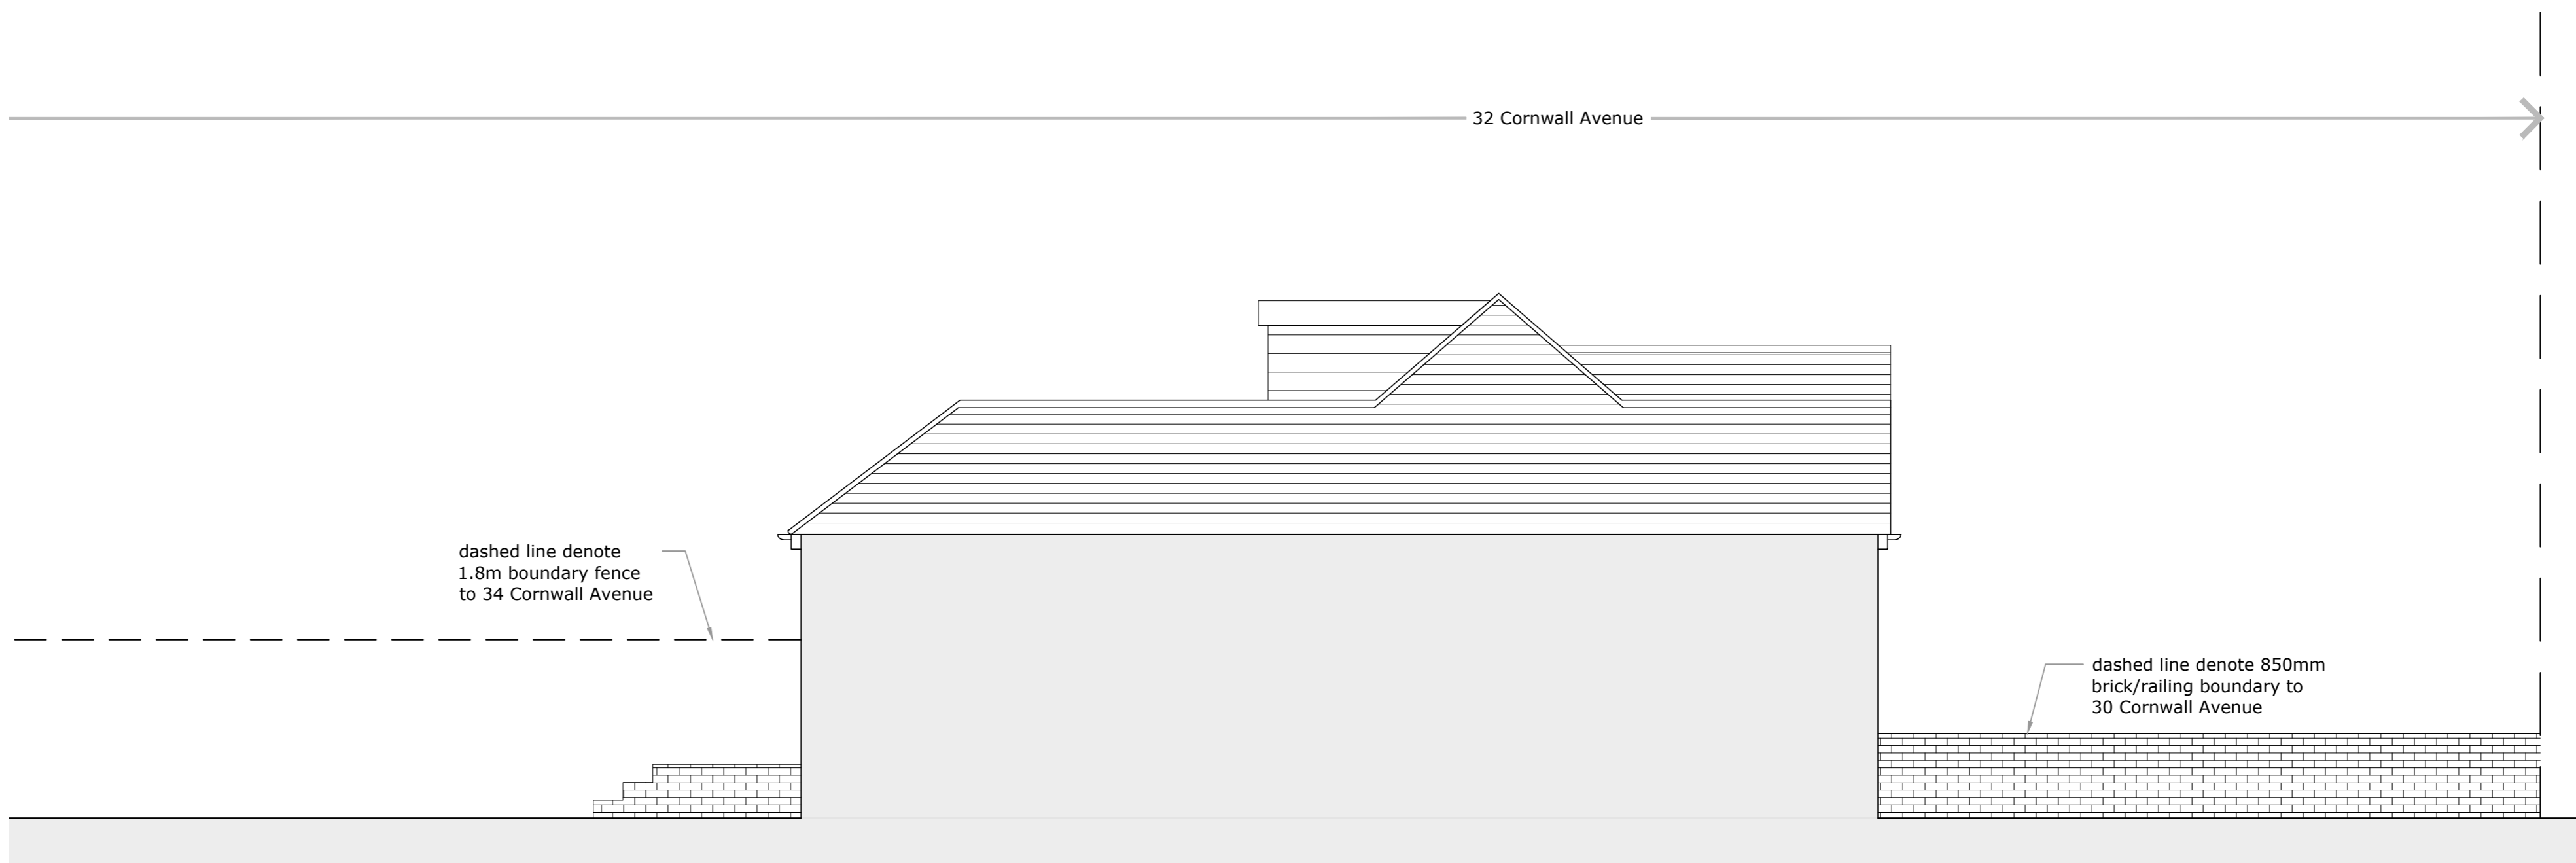 32 Cornwall Avenue
dashed line denote
1.8m boundary fence
to 34 Cornwall Avenue
dashed line denote 850mm
brick/railing boundary to
30 Cornwall Avenue